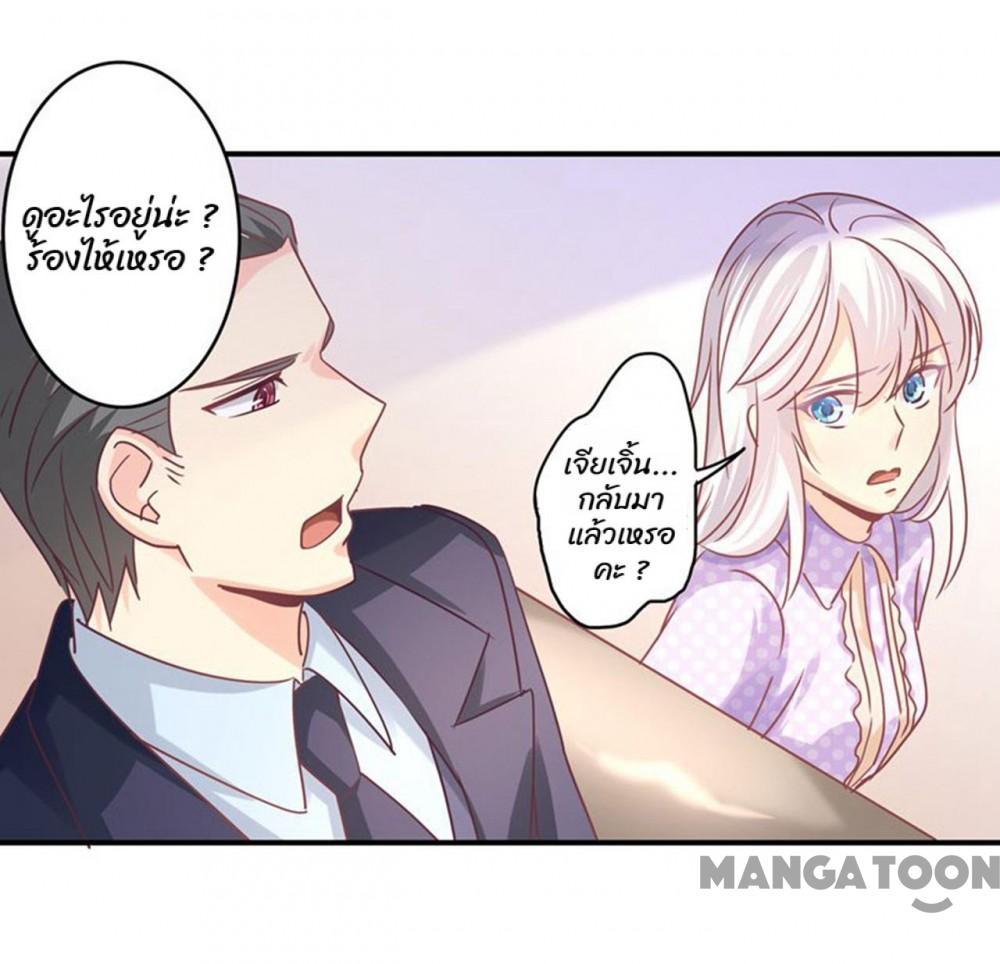 ดูอะไรอยู่น่ะ ?
ร้องไห้เหรอ ?
เจียเจิ้น...
กลับมา
แล้วเหรอ
คะ ?
MANGATOON